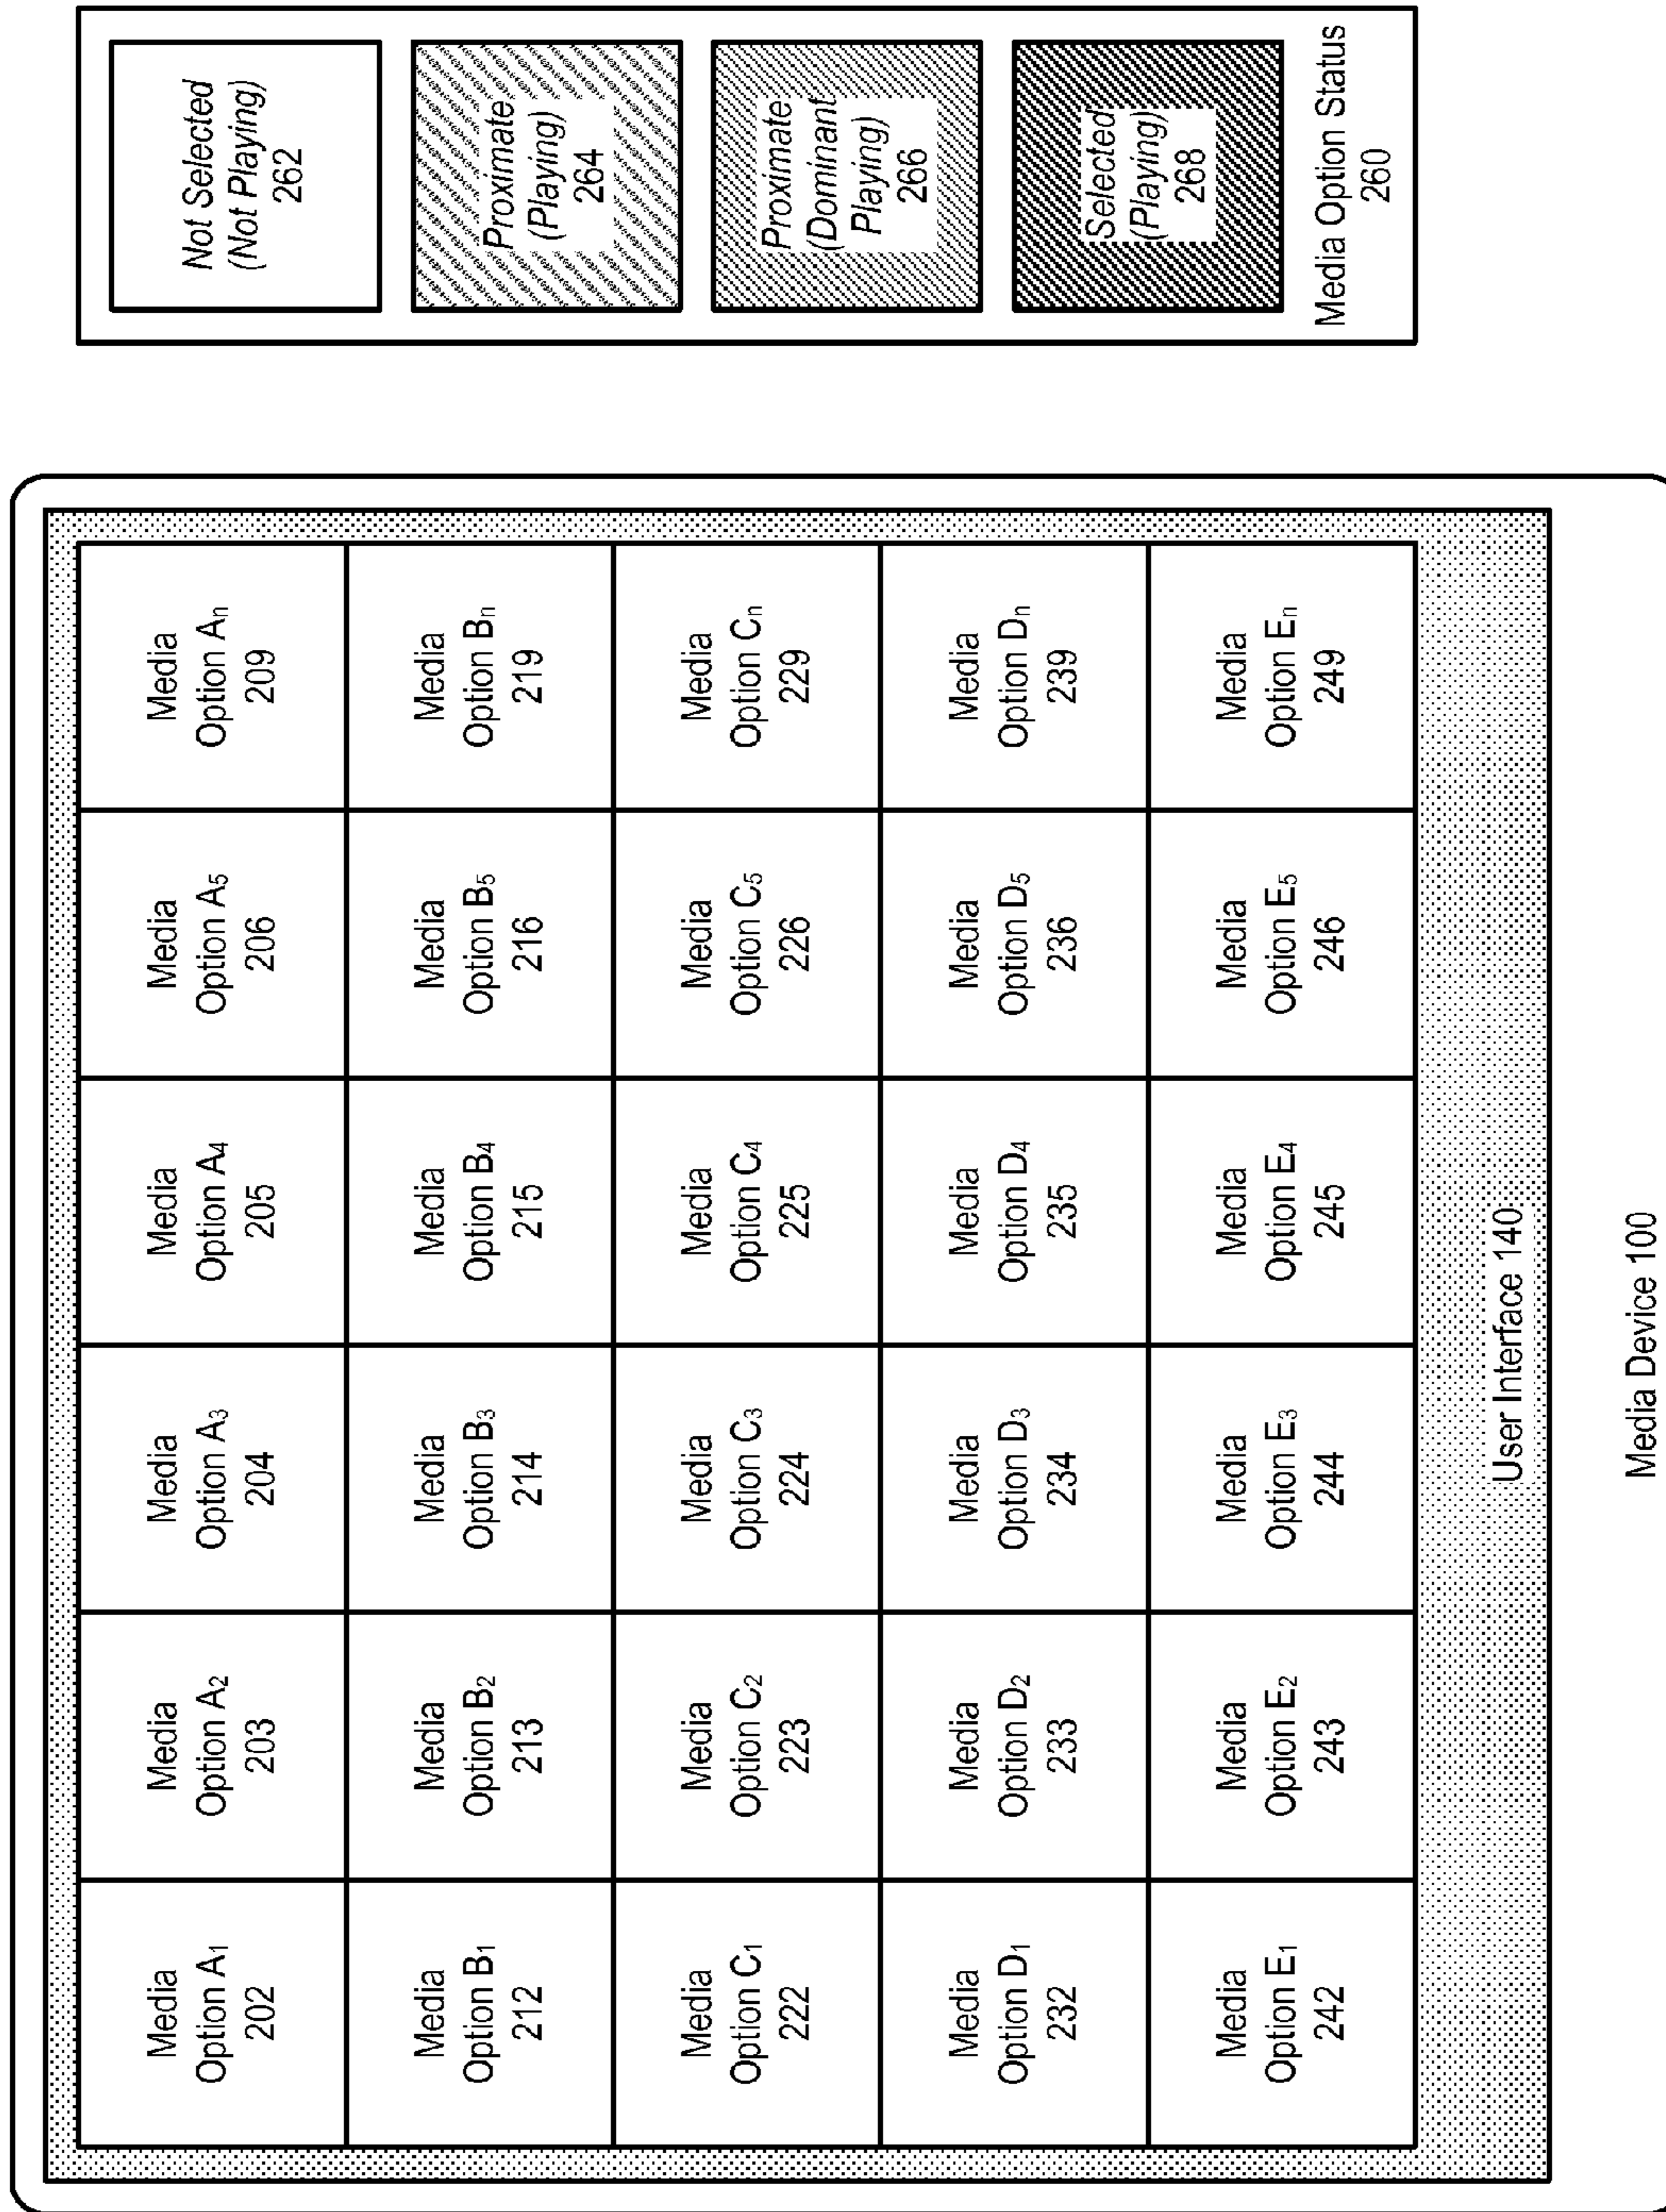 Media
Option A₁
202
Media
Option A₂
203
Media
Option A₃
204
Media
Option A₄
205
Media
Option A₅
206
Media
Option Aₙ
209
Media
Option B₁
212
Media
Option B₂
213
Media
Option B₃
214
Media
Option B₄
215
Media
Option B₅
216
Media
Option Bₙ
219
Media
Option C₁
222
Media
Option C₂
223
Media
Option C₃
224
Media
Option C₄
225
Media
Option C₅
226
Media
Option Cₙ
229
Media
Option D₁
232
Media
Option D₂
233
Media
Option D₃
234
Media
Option D₄
235
Media
Option D₅
236
Media
Option Dₙ
239
Media
Option E₁
242
Media
Option E₂
243
Media
Option E₃
244
Media
Option E₄
245
Media
Option E₅
246
Media
Option Eₙ
249
User Interface 140
Media Device 100
Not Selected
(Not Playing)
262
Proximate
(Playing)
264
Proximate
(Dominant
Playing)
266
Selected
(Playing)
268
Media Option Status
260